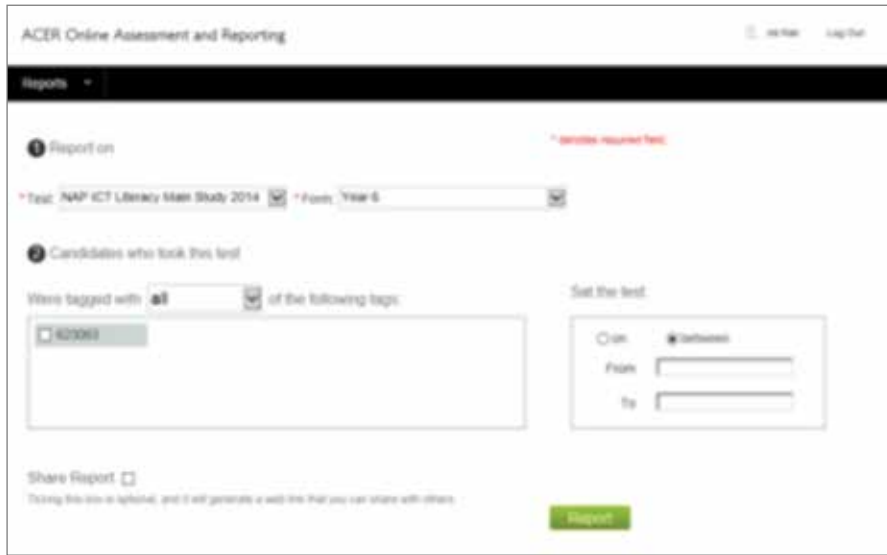 ACER Online Assessment and Reporting
Log Out
Reports
1 Report on
* denotes required field.
* Test: NAP ICT Literacy Main Study 2014 * Form: Year 6
2 Candidates who took this test
Were tagged with all of the following tags:
Sat the test:
on between
From
To
Share Report
Ticking this box is optional, and it will generate a web link that you can share with others.
Report